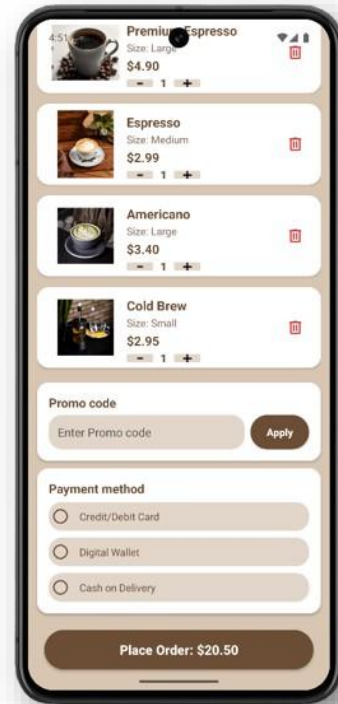 4:51
Premium Espresso
Size: Large
$4.90
- 1 +
Espresso
Size: Medium
$2.99
- 1 +
Americano
Size: Large
$3.40
- 1 +
Cold Brew
Size: Small
$2.95
- 1 +
Promo code
Enter Promo code
Apply
Payment method
Credit/Debit Card
Digital Wallet
Cash on Delivery
Place Order: $20.50